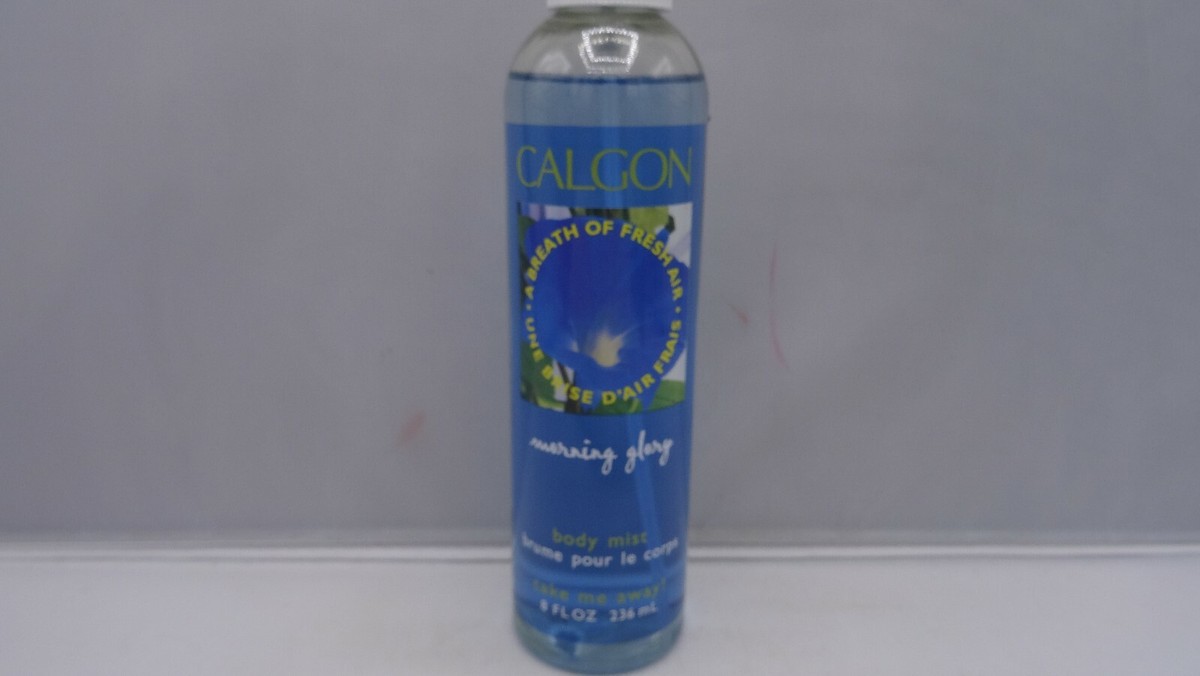 CALGON
A BREATH OF FRESH AIR •
UNE BRISE D'AIR FRAIS •
morning glory
body mist
brume pour le corps
take me away!
8 FL OZ 236 mL